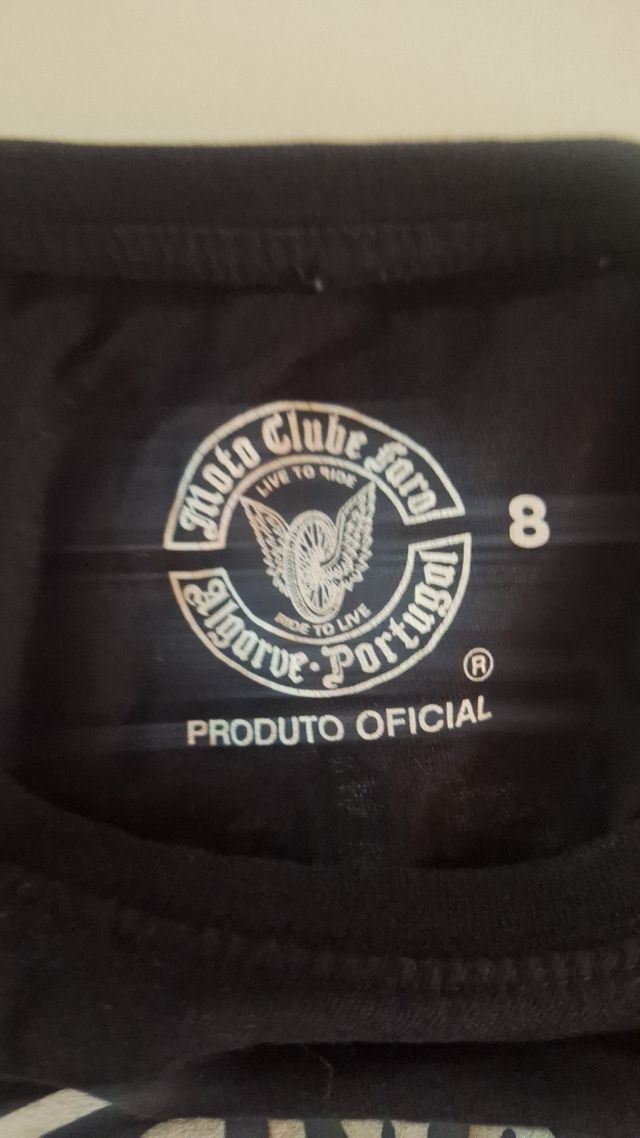 Moto Clube Faro
LIVE TO RIDE
8
RIDE TO LIVE
Algarve·Portugal
®
PRODUTO OFICIAL